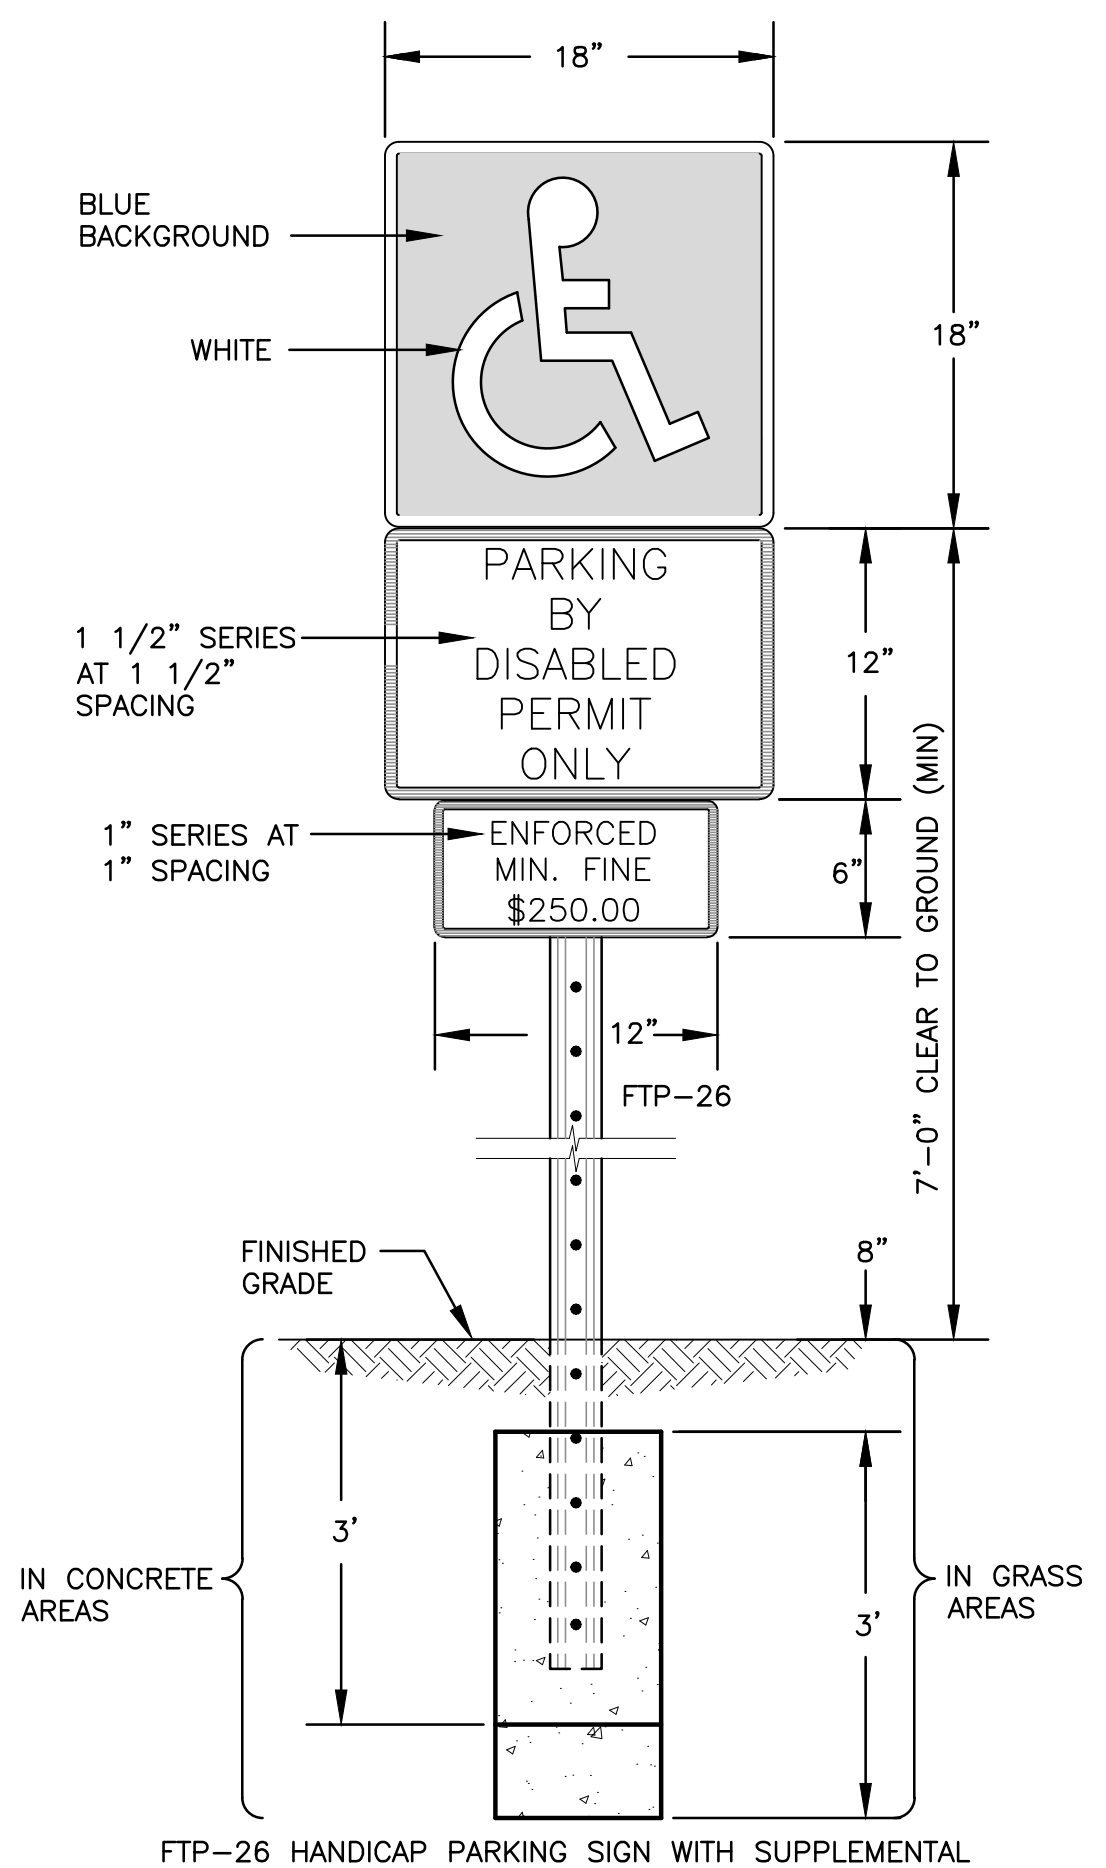 18”
BLUE
BACKGROUND
WHITE
18”
PARKING
BY
DISABLED
PERMIT
ONLY
1 1/2” SERIES
AT 1 1/2”
SPACING
12”
7’-0” CLEAR TO GROUND (MIN)
1” SERIES AT
1” SPACING
ENFORCED
MIN. FINE
$250.00
6”
12”
FTP-26
FINISHED
GRADE
8”
3’
IN CONCRETE
AREAS
IN GRASS
AREAS
3’
FTP-26 HANDICAP PARKING SIGN WITH SUPPLEMENTAL